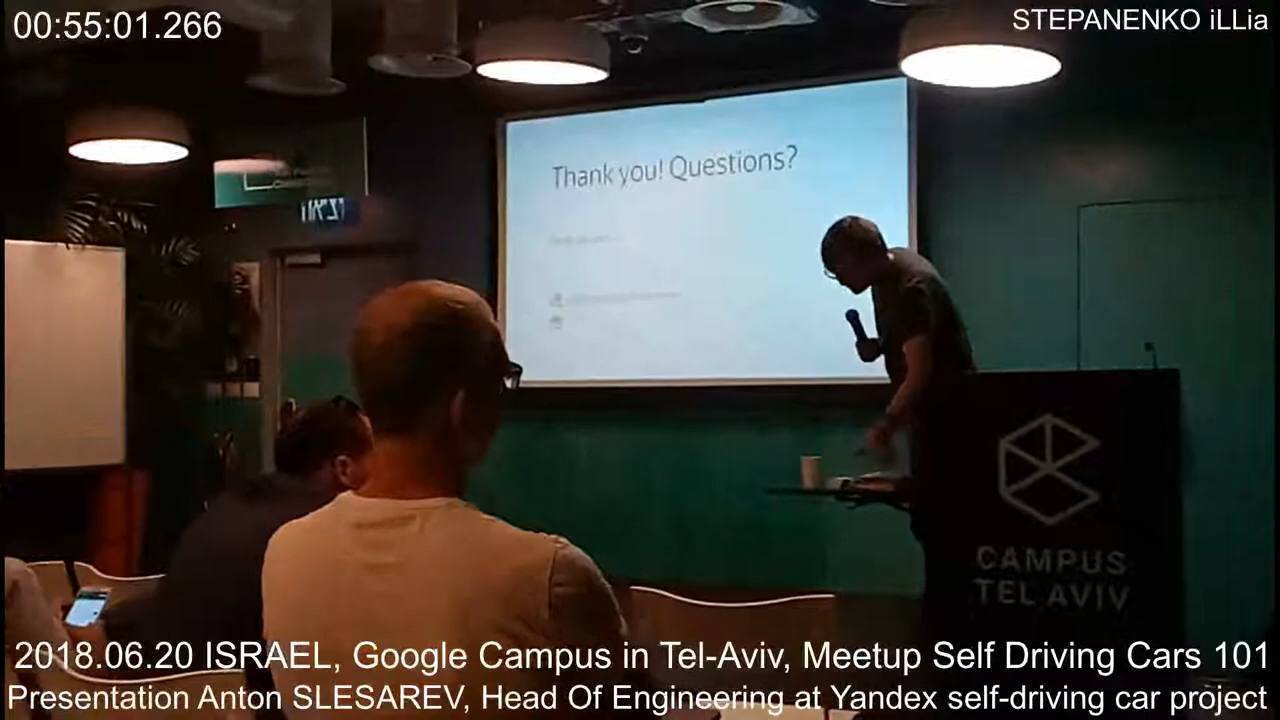 00:55:01.266
STEPANENKO iLLia
Thank you! Questions?
יציאה
CAMPUS
TEL AVIV
2018.06.20 ISRAEL, Google Campus in Tel-Aviv, Meetup Self Driving Cars 101
Presentation Anton SLESAREV, Head Of Engineering at Yandex self-driving car project